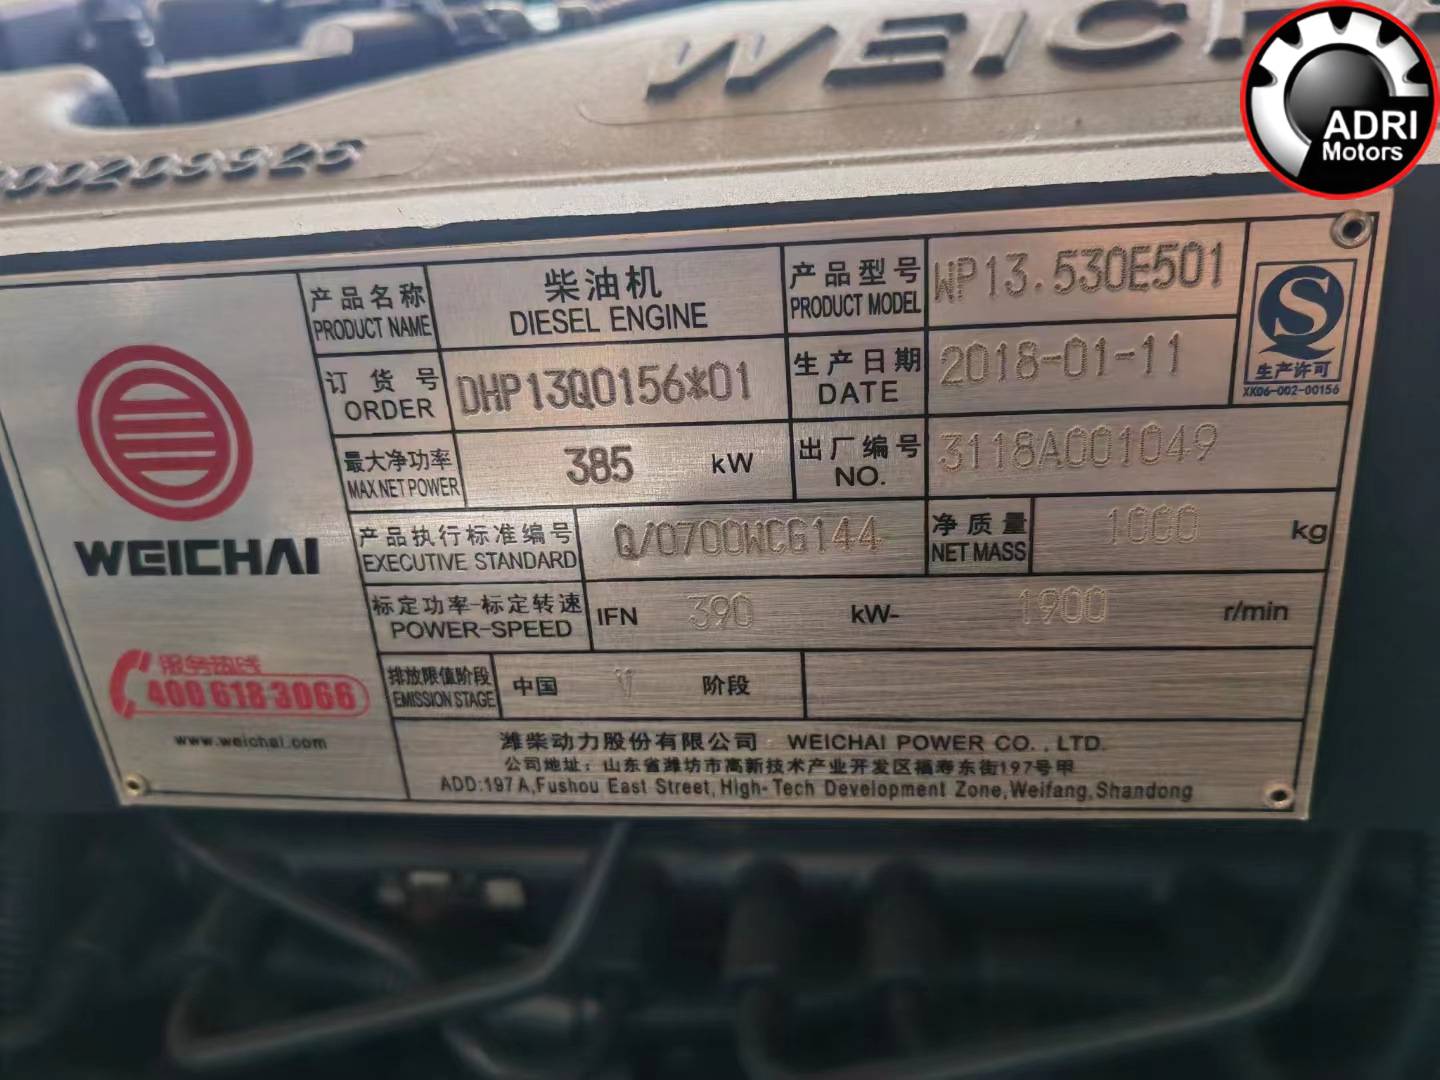 WEICHA
ADRI
Motors
00203925
产品名称
PRODUCT NAME
柴油机
DIESEL ENGINE
产品型号
PRODUCT MODEL
WP13.530E501
生产许可
XK06-002-00156
订货号
ORDER
DHP13Q0156*01
生产日期
DATE
2018-01-11
最大净功率
MAX NET POWER
385 kW
出厂编号
NO.
3118A001049
产品执行标准编号
EXECUTIVE STANDARD
Q/0700WCG144
净质量
NET MASS
1000 kg
标定功率-标定转速
POWER-SPEED
IFN 390 kW- 1900 r/min
排放限值阶段
EMISSION STAGE
中国 V 阶段
WEICHAI
服务热线
400 618 3066
www.weichai.com
潍柴动力股份有限公司 WEICHAI POWER CO., LTD.
公司地址：山东省潍坊市高新技术产业开发区福寿东街197号甲
ADD:197 A,Fushou East Street,High-Tech Development Zone,Weifang,Shandong